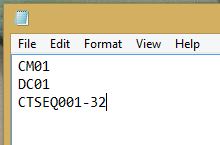 File Edit Format View Help
CM01
DC01
CTSEQ001-32